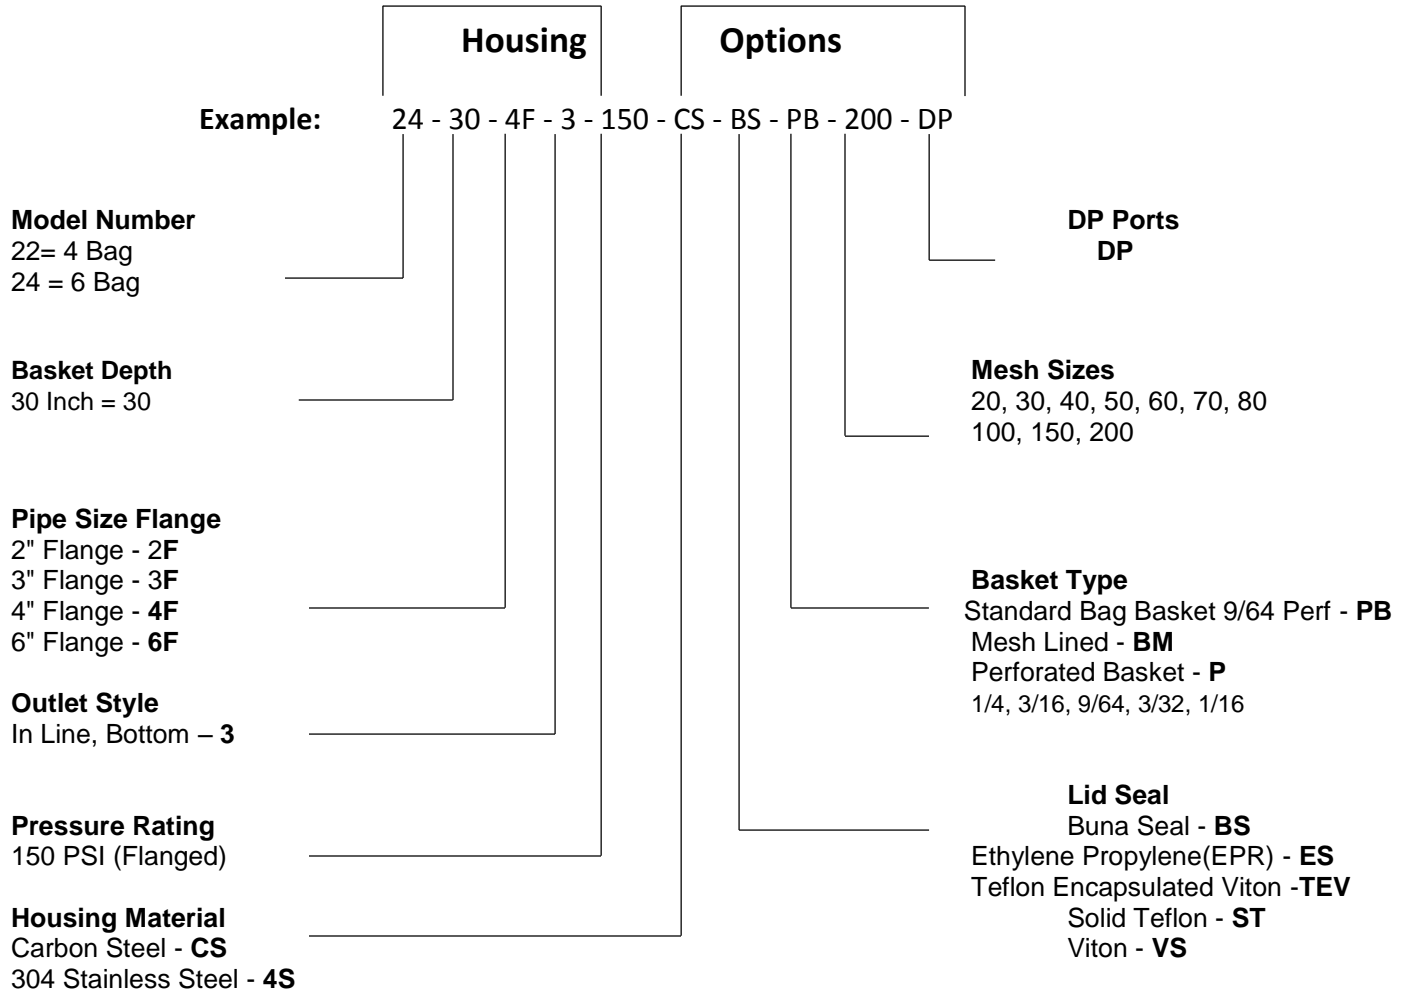 Housing
Options
Example:
24 - 30 - 4F - 3 - 150 - CS - BS - PB - 200 - DP
Model Number
22= 4 Bag
24 = 6 Bag
Basket Depth
30 Inch = 30
Pipe Size Flange
2" Flange - 2F
3" Flange - 3F
4" Flange - 4F
6" Flange - 6F
Outlet Style
In Line, Bottom – 3
Pressure Rating
150 PSI (Flanged)
Housing Material
Carbon Steel - CS
304 Stainless Steel - 4S
DP Ports
DP
Mesh Sizes
20, 30, 40, 50, 60, 70, 80
100, 150, 200
Basket Type
Standard Bag Basket 9/64 Perf - PB
Mesh Lined - BM
Perforated Basket - P
1/4, 3/16, 9/64, 3/32, 1/16
Lid Seal
Buna Seal - BS
Ethylene Propylene(EPR) - ES
Teflon Encapsulated Viton -TEV
Solid Teflon - ST
Viton - VS